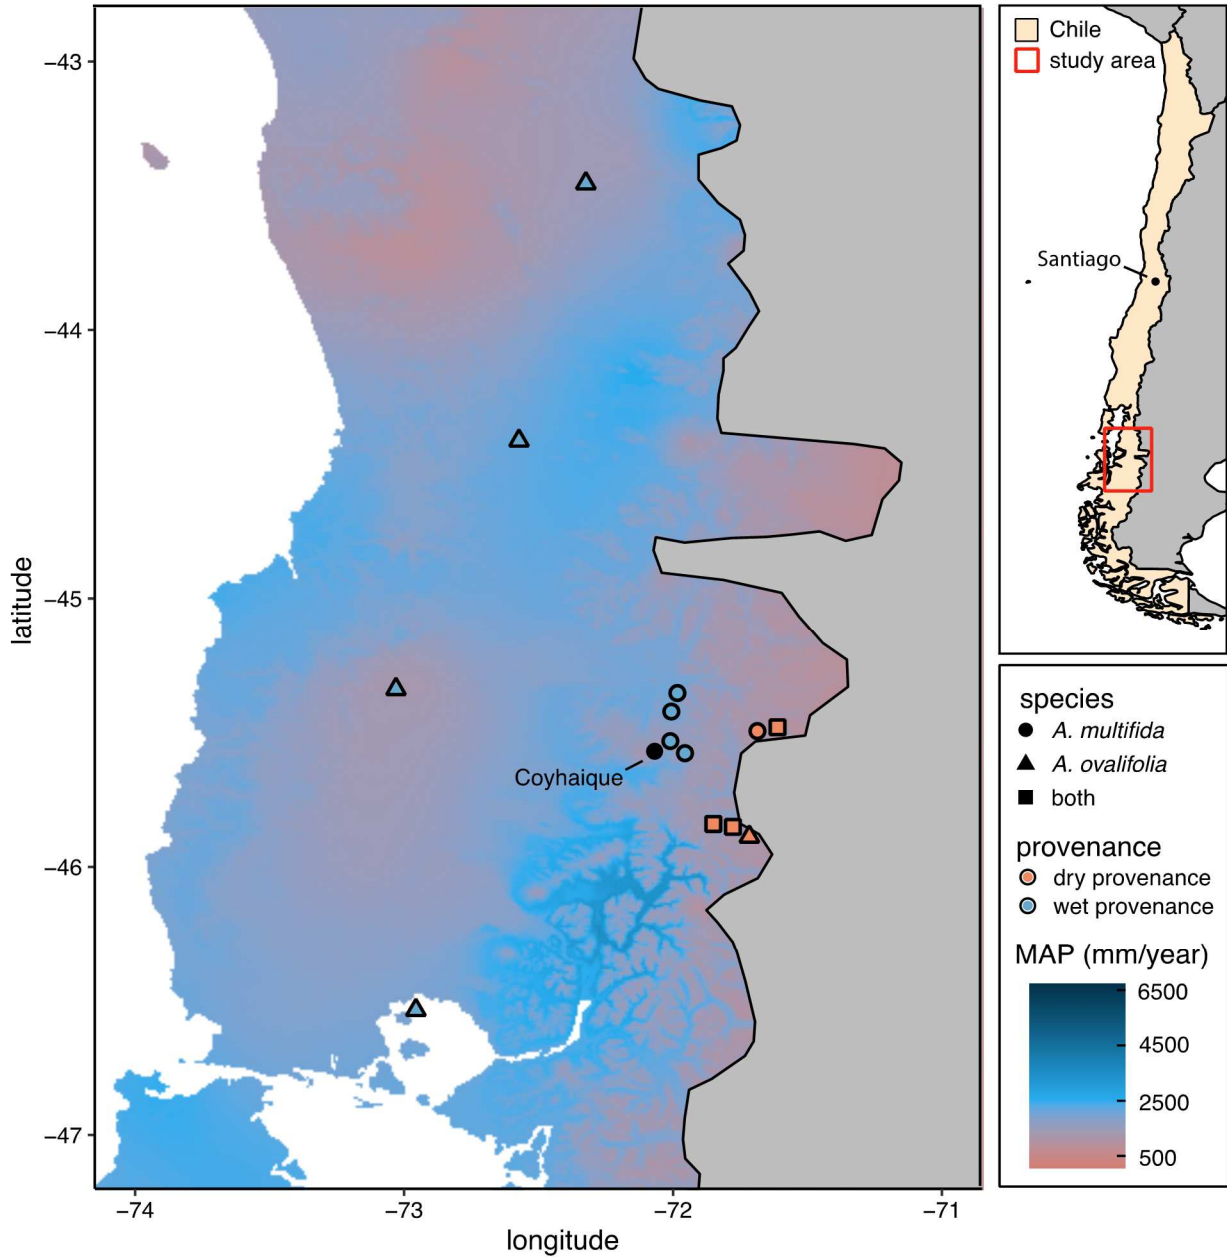 −43
−44
−45
−46
−47
latitude
−74
−73
−72
−71
longitude
Coyhaique
Chile
study area
Santiago
species
A. multifida
A. ovalifolia
both
provenance
dry provenance
wet provenance
MAP (mm/year)
6500
4500
2500
500